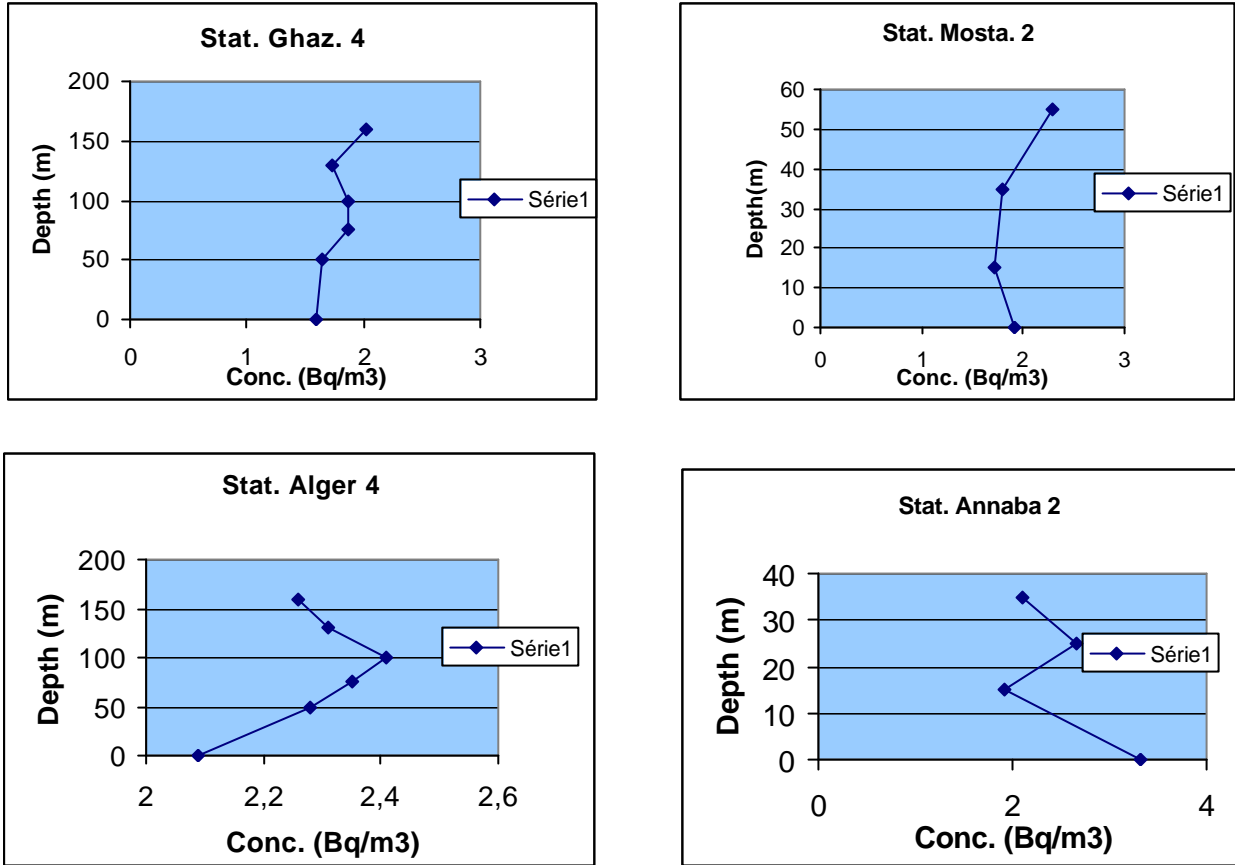 Stat. Ghaz. 4
200
150
100
50
0
Depth (m)
0 1 2 3
Conc. (Bq/m3)
Série1
Stat. Mosta. 2
60
50
40
30
20
10
0
Depth(m)
0 1 2 3
Conc. (Bq/m3)
Série1
Stat. Alger 4
200
150
100
50
0
Depth (m)
2 2,2 2,4 2,6
Conc. (Bq/m3)
Série1
Stat. Annaba 2
40
30
20
10
0
Depth (m)
0 2 4
Conc. (Bq/m3)
Série1